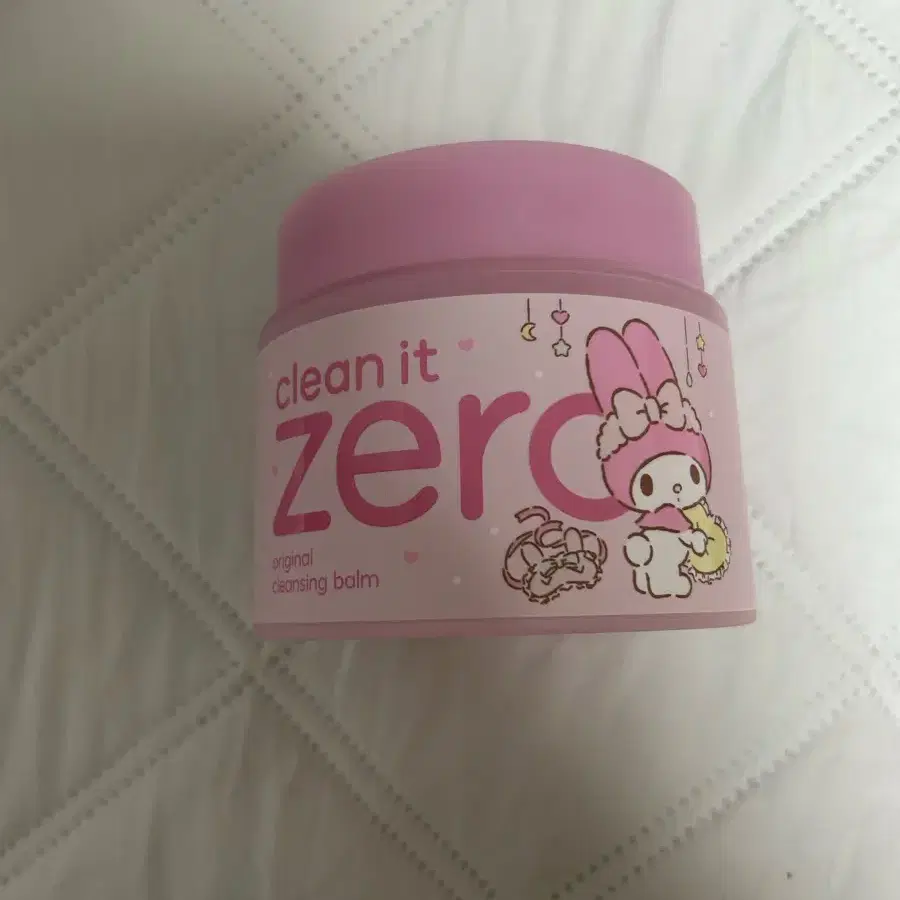 clean it
zero
original
cleansing balm